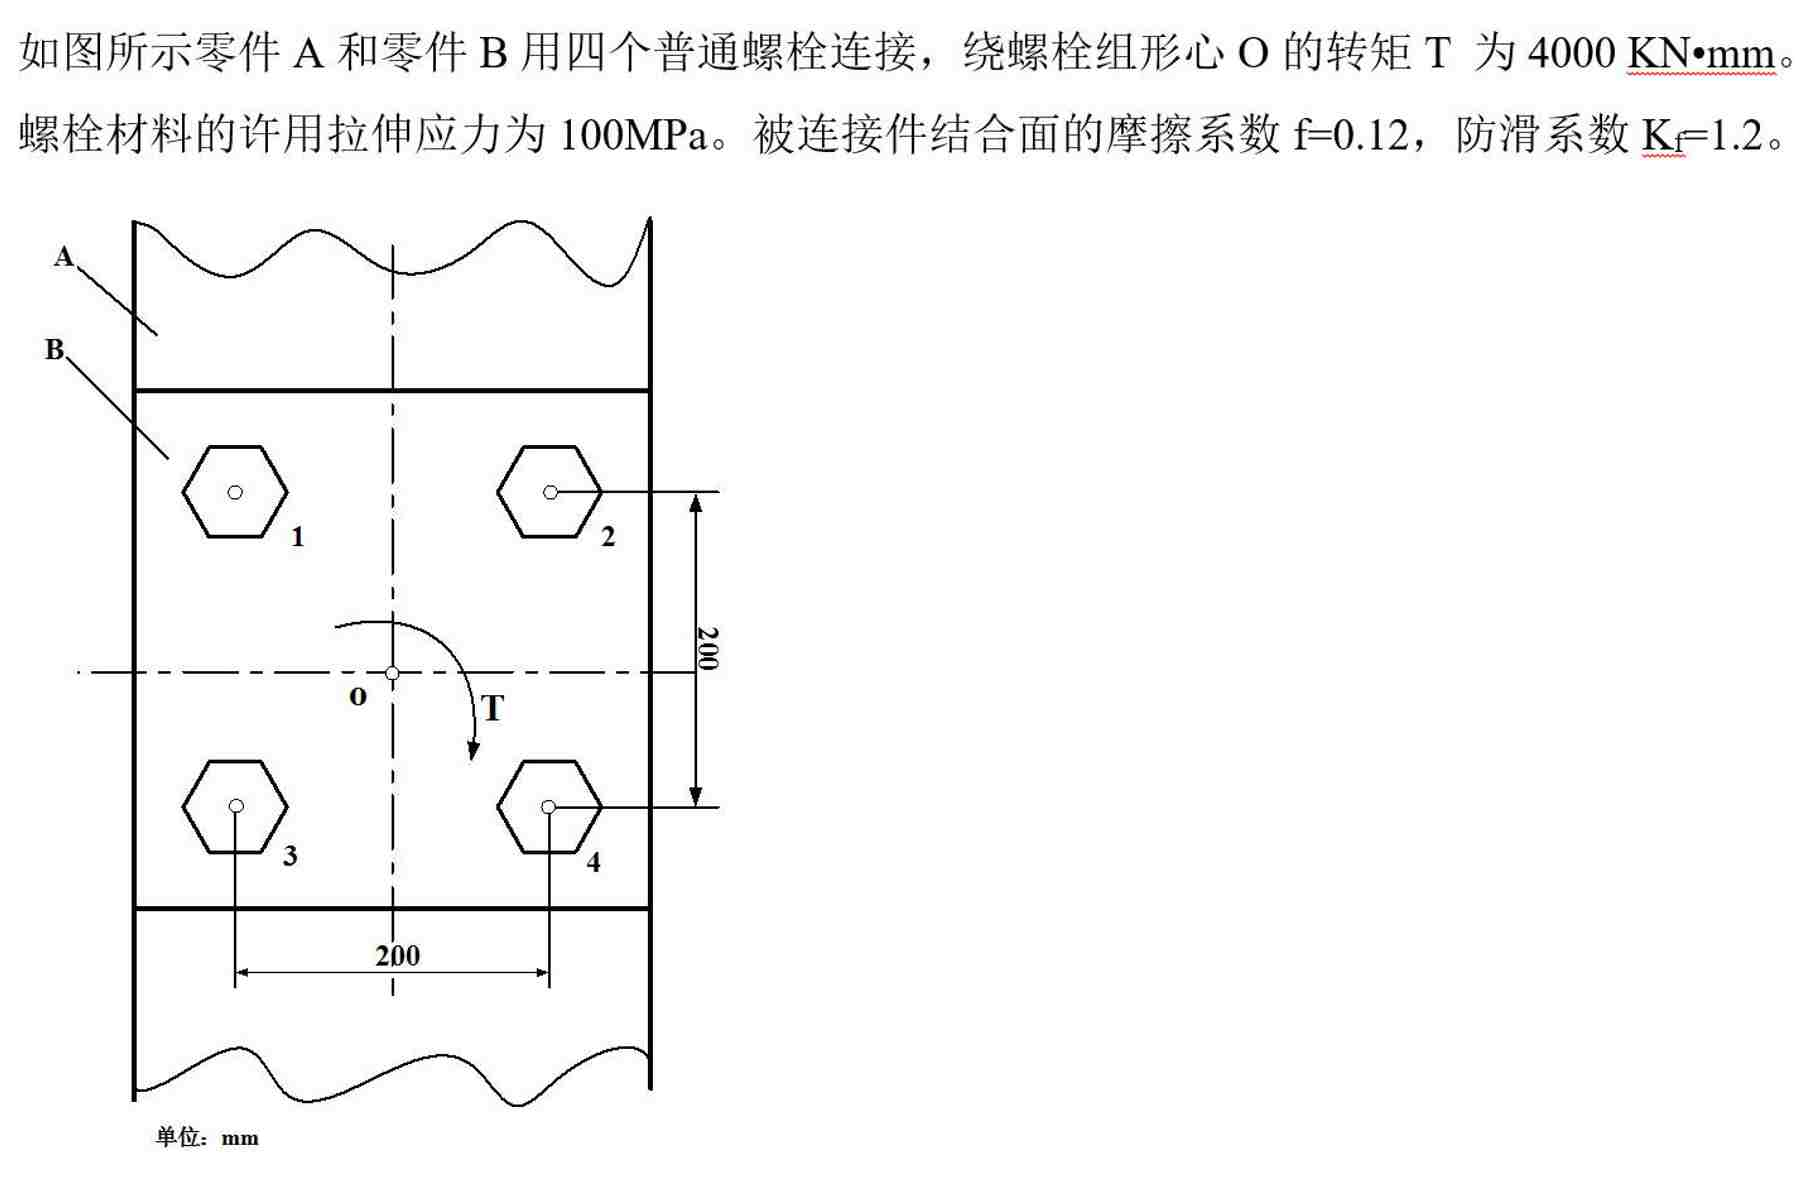 如图所示零件 A 和零件 B 用四个普通螺栓连接，绕螺栓组形心 O 的转矩 T 为 4000 KN•mm。
螺栓材料的许用拉伸应力为 100MPa。被连接件结合面的摩擦系数 f=0.12，防滑系数 Kf=1.2。
A
B
1
2
200
o
T
3
4
200
单位：mm